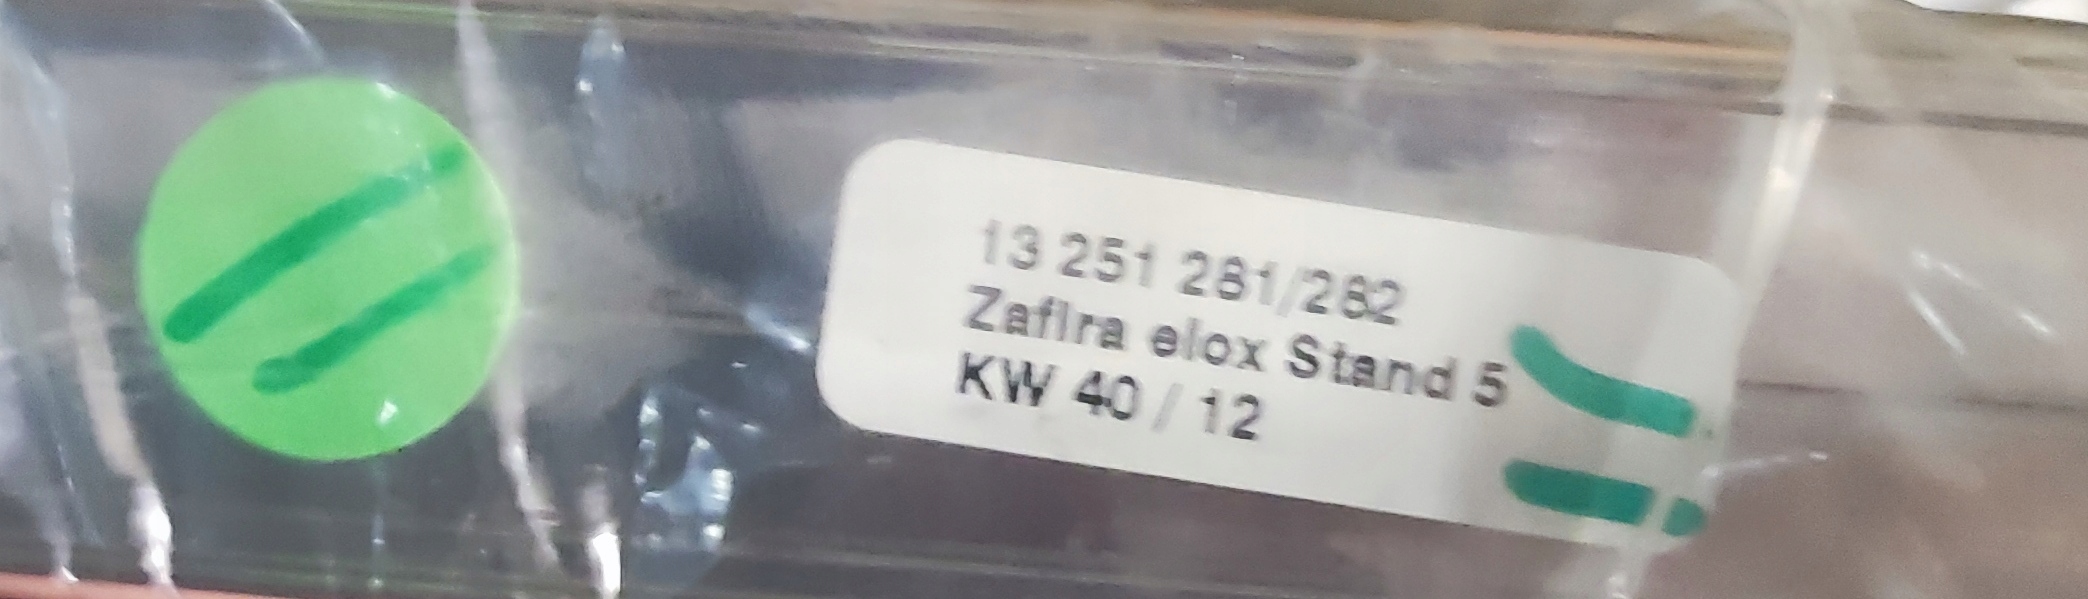 13 251 281/282
Zafira elox Stand 5
KW 40 / 12